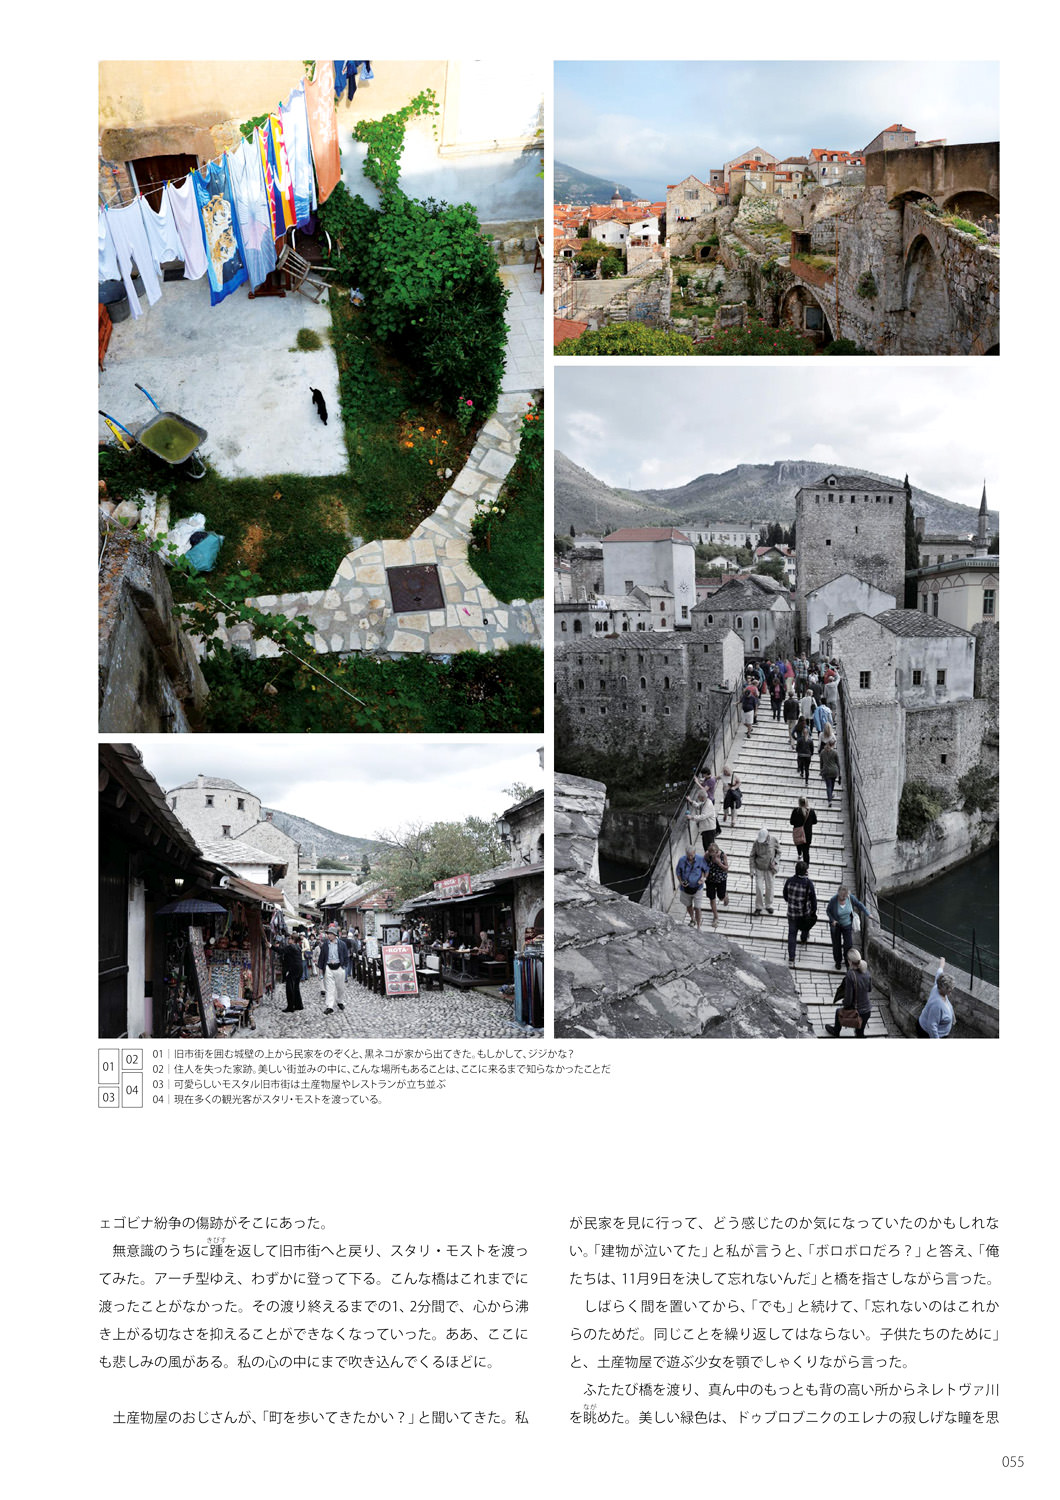 ROTA
01
02
03
04
01｜旧市街を囲む城壁の上から民家をのぞくと、黒ネコが家から出てきた。もしかして、ジジかな？
02｜住人を失った家跡。美しい街並みの中に、こんな場所もあることは、ここに来るまで知らなかったことだ
03｜可愛らしいモスタル旧市街は土産物屋やレストランが立ち並ぶ
04｜現在多くの観光客がスタリ・モストを渡っている。
ェゴビナ紛争の傷跡がそこにあった。
きびす
　無意識のうちに踵を返して旧市街へと戻り、スタリ・モストを渡っ
てみた。アーチ型ゆえ、わずかに登って下る。こんな橋はこれまでに
渡ったことがなかった。その渡り終えるまでの1、2分間で、心から沸
き上がる切なさを抑えることができなくなっていった。ああ、ここに
も悲しみの風がある。私の心の中にまで吹き込んでくるほどに。
　土産物屋のおじさんが、「町を歩いてきたかい？」と聞いてきた。私
が民家を見に行って、どう感じたのか気になっていたのかもしれな
い。「建物が泣いてた」と私が言うと、「ボロボロだろ？」と答え、「俺
たちは、11月9日を決して忘れないんだ」と橋を指さしながら言った。
　しばらく間を置いてから、「でも」と続けて、「忘れないのはこれか
らのためだ。同じことを繰り返してはならない。子供たちのために」
と、土産物屋で遊ぶ少女を顎でしゃくりながら言った。
　ふたたび橋を渡り、真ん中のもっとも背の高い所からネレトヴァ川
なが
を眺めた。美しい緑色は、ドゥブロブニクのエレナの寂しげな瞳を思
055